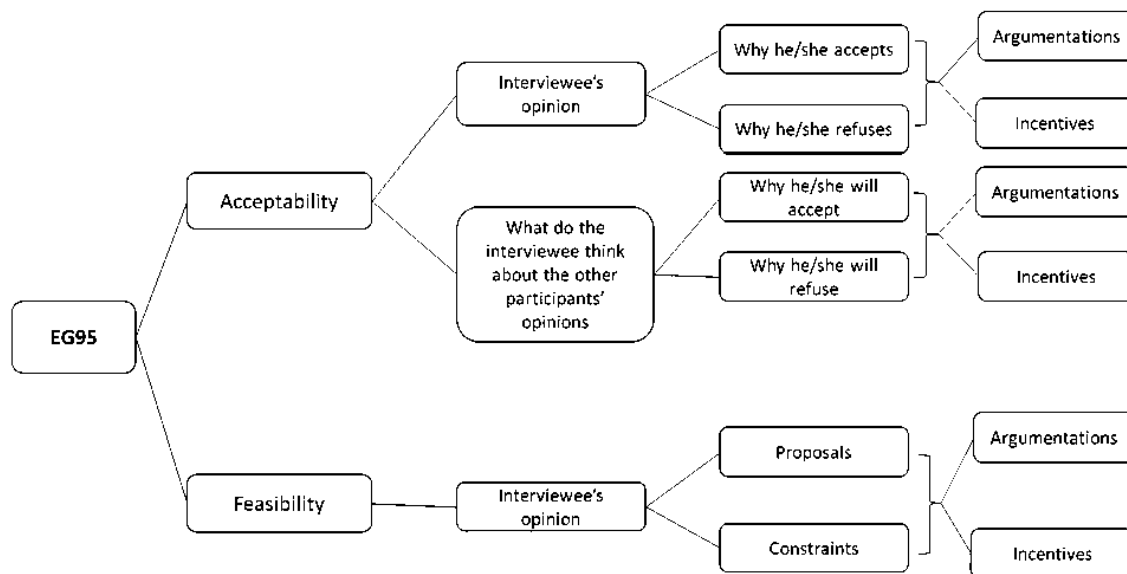 EG95
Acceptability
Interviewee's
opinion
Why he/she accepts
Why he/she refuses
Argumentations
Incentives
What do the
interviewee think
about the other
participants'
opinions
Why he/she will
accept
Why he/she will
refuse
Argumentations
Incentives
Feasibility
Interviewee's
opinion
Proposals
Constraints
Argumentations
Incentives